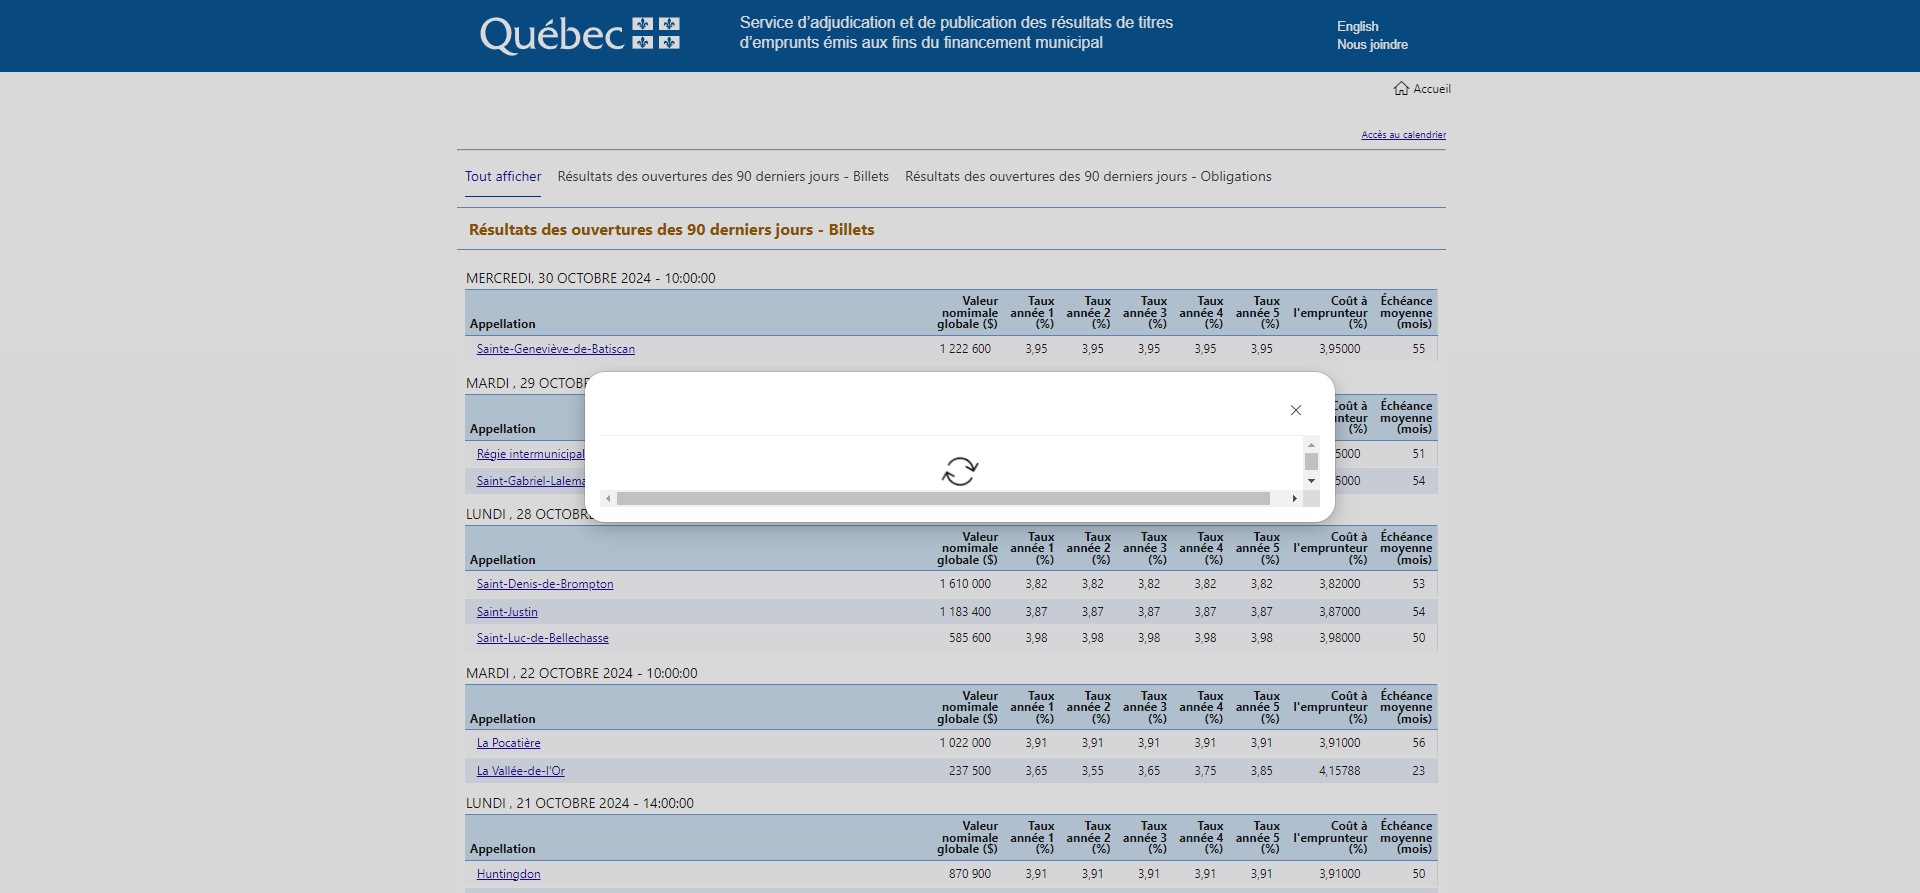 Québec
Service d'adjudication et de publication des résultats de titres
d'emprunts émis aux fins du financement municipal
English
Nous joindre
Accueil
Accès au calendrier
Tout afficher Résultats des ouvertures des 90 derniers jours - Billets Résultats des ouvertures des 90 derniers jours - Obligations
Résultats des ouvertures des 90 derniers jours - Billets
MERCREDI, 30 OCTOBRE 2024 - 10:00:00
Valeur Taux Taux Taux Taux Taux Coût à Échéance
nomimale année 1 année 2 année 3 année 4 année 5 l'emprunteur moyenne
Appellation globale ($) (%) (%) (%) (%) (%) (%) (mois)
Sainte-Geneviève-de-Batiscan 1 222 600 3,95 3,95 3,95 3,95 3,95 3,95000 55
MARDI , 29 OCTOBR
Coût à Échéance
unteur moyenne
Appellation (%) (mois)
Régie intermunicipal 5000 51
Saint-Gabriel-Lalema 5000 54
LUNDI , 28 OCTOBRE
Valeur Taux Taux Taux Taux Taux Coût à Échéance
nomimale année 1 année 2 année 3 année 4 année 5 l'emprunteur moyenne
Appellation globale ($) (%) (%) (%) (%) (%) (%) (mois)
Saint-Denis-de-Brompton 1 610 000 3,82 3,82 3,82 3,82 3,82 3,82000 53
Saint-Justin 1 183 400 3,87 3,87 3,87 3,87 3,87 3,87000 54
Saint-Luc-de-Bellechasse 585 600 3,98 3,98 3,98 3,98 3,98 3,98000 50
MARDI , 22 OCTOBRE 2024 - 10:00:00
Valeur Taux Taux Taux Taux Taux Coût à Échéance
nomimale année 1 année 2 année 3 année 4 année 5 l'emprunteur moyenne
Appellation globale ($) (%) (%) (%) (%) (%) (%) (mois)
La Pocatière 1 022 000 3,91 3,91 3,91 3,91 3,91 3,91000 56
La Vallée-de-l'Or 237 500 3,65 3,55 3,65 3,75 3,85 4,15788 23
LUNDI , 21 OCTOBRE 2024 - 14:00:00
Valeur Taux Taux Taux Taux Taux Coût à Échéance
nomimale année 1 année 2 année 3 année 4 année 5 l'emprunteur moyenne
Appellation globale ($) (%) (%) (%) (%) (%) (%) (mois)
Huntingdon 870 900 3,91 3,91 3,91 3,91 3,91 3,91000 50